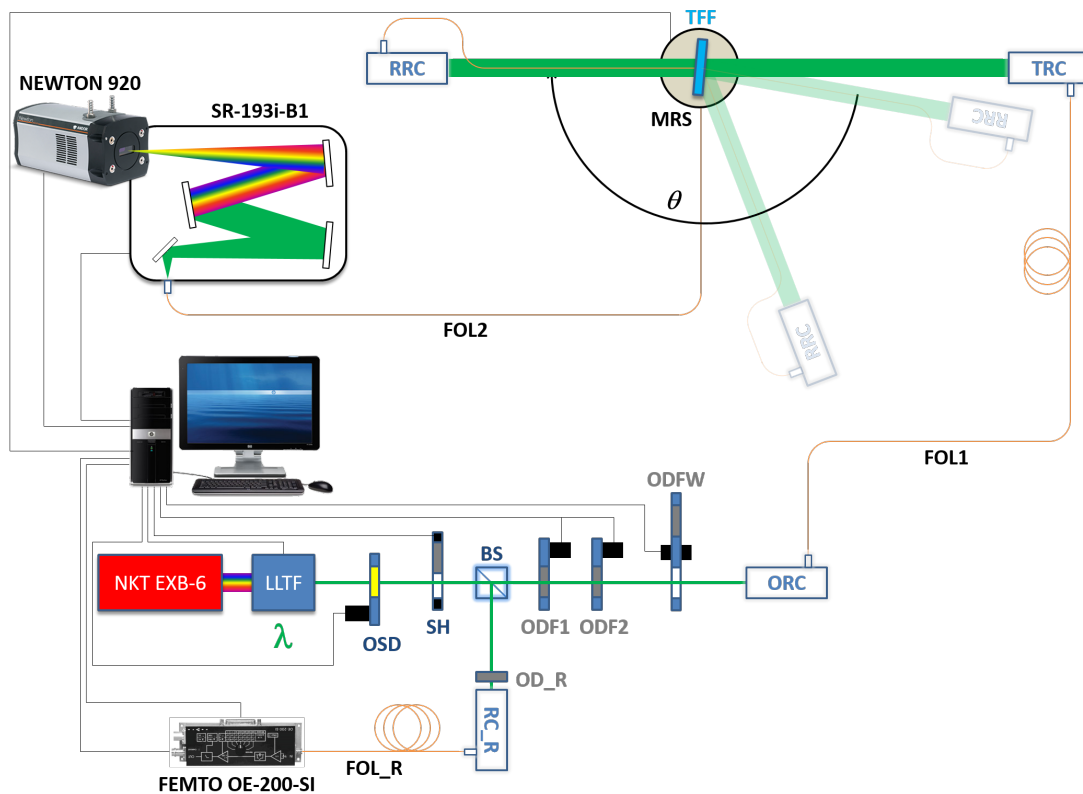 TFF
RRC
TRC
NEWTON 920
SR-193i-B1
MRS
RRC
θ
RRC
FOL2
FOL1
ODFW
BS
NKT EXB-6
LLTF
ORC
λ
OSD
SH
ODF1
ODF2
OD_R
RC_R
FOL_R
FEMTO OE-200-SI